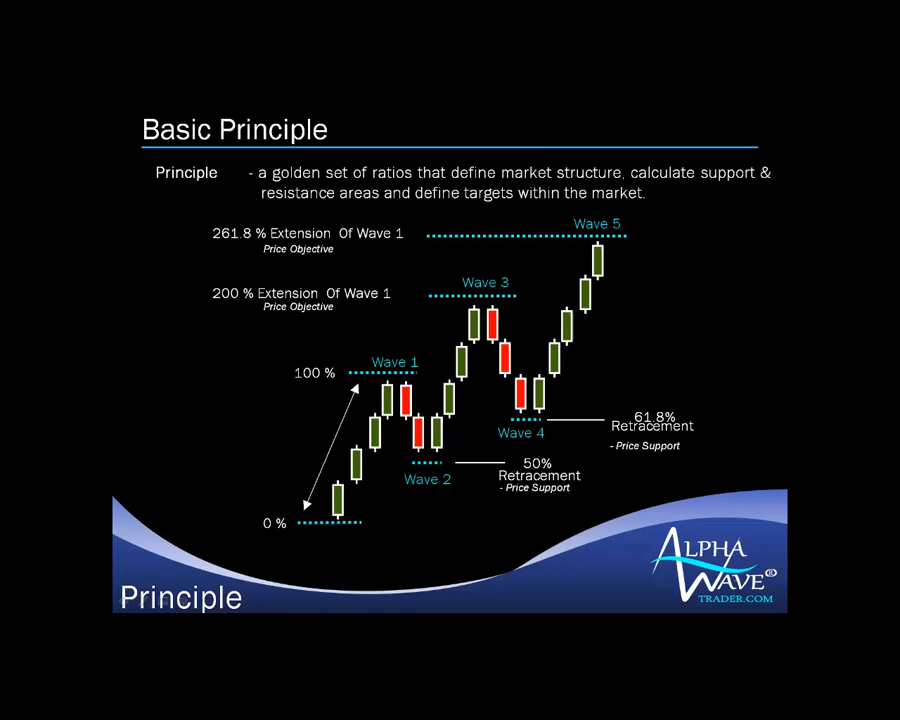 Basic Principle
Principle - a golden set of ratios that define market structure, calculate support &
resistance areas and define targets within the market.
Wave 5
261.8 % Extension Of Wave 1
Price Objective
Wave 3
200 % Extension Of Wave 1
Price Objective
Wave 1
100 %
61.8%
Retracement
- Price Support
Wave 4
50%
Retracement
- Price Support
Wave 2
0 %
ALPHA
WAVE®
TRADER.COM
Principle